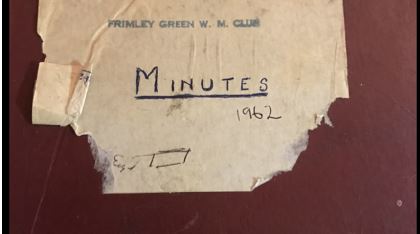 FRIMLEY GREEN W. M. CLUB
MINUTES
1962